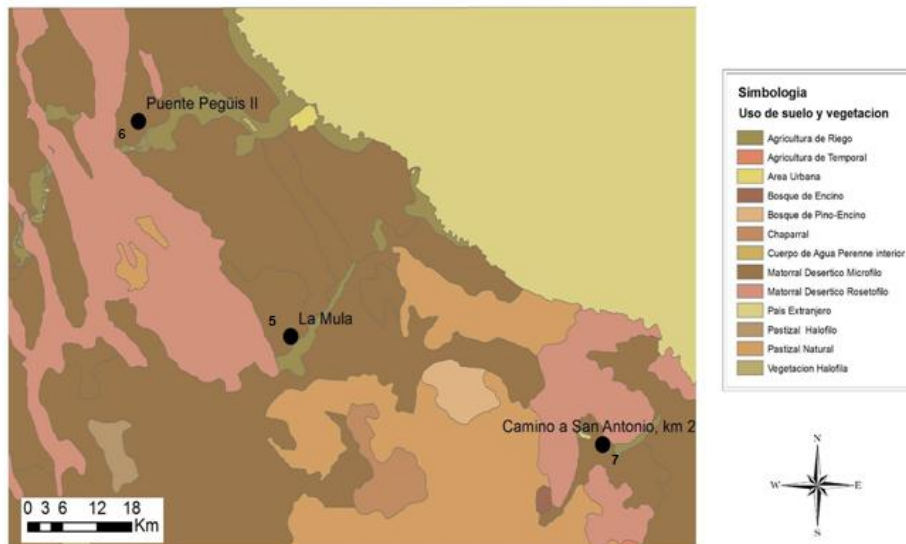 Puente Pegüis II
6
5
La Mula
Camino a San Antonio, km 2
7
0 3 6 12 18
Km
Simbologia
Uso de suelo y vegetacion
Agricultura de Riego
Agricultura de Temporal
Area Urbana
Bosque de Encino
Bosque de Pino-Encino
Chaparral
Cuerpo de Agua Perenne interior
Matorral Desertico Microfilo
Matorral Desertico Rosetofilo
Pais Extranjero
Pastizal Halofilo
Pastizal Natural
Vegetacion Halofila
N
W E
S